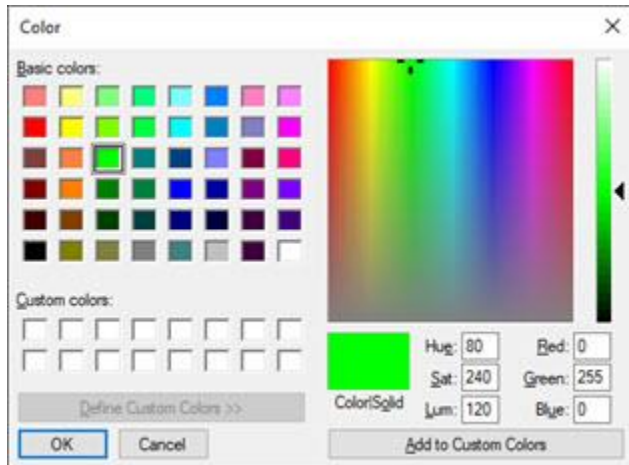 Color
Basic colors:
Custom colors:
Define Custom Colors >>
OK Cancel
Color|Solid
Hue: 80 Red: 0
Sat: 240 Green: 255
Lum: 120 Blue: 0
Add to Custom Colors